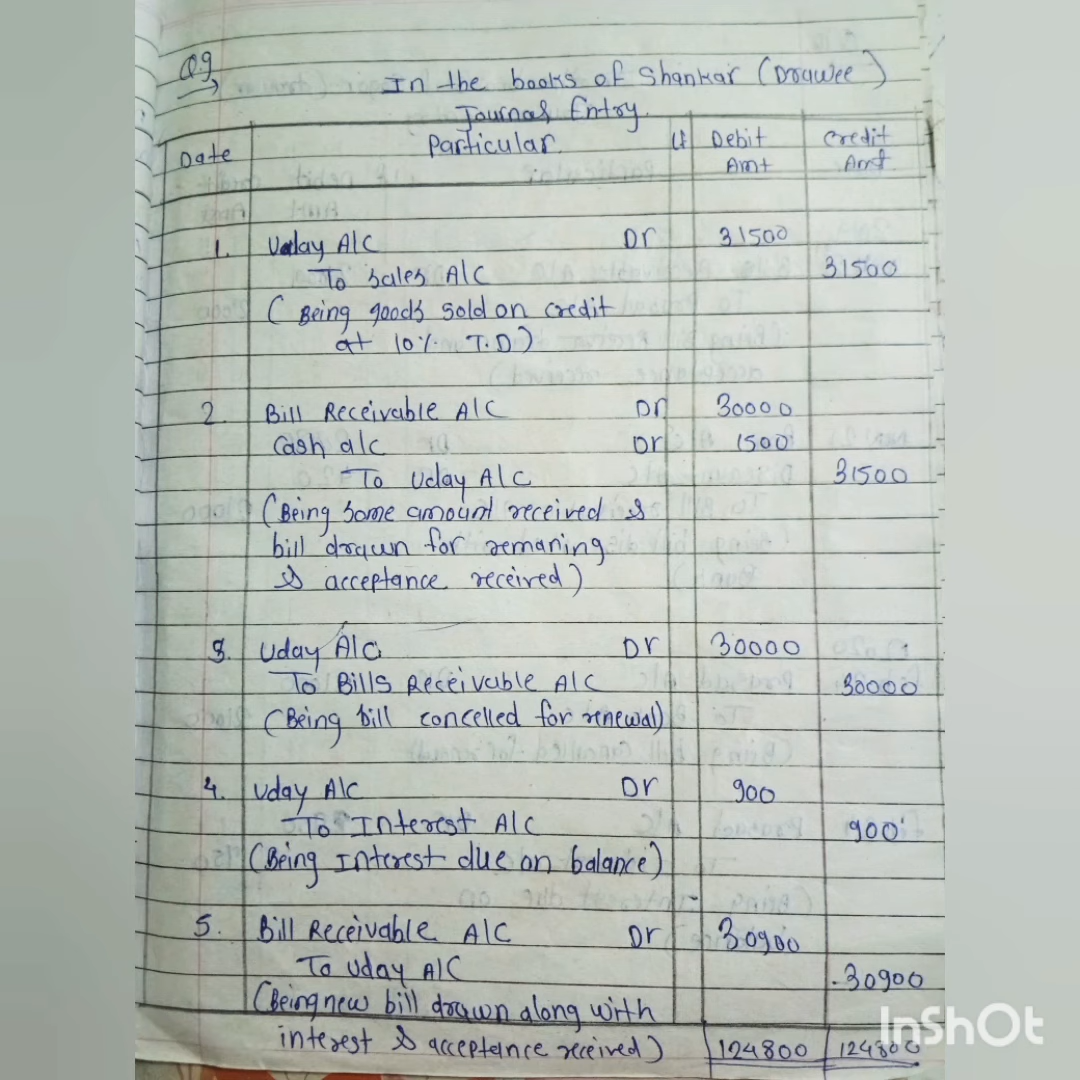 Q.9
In the books of Shankar (Drawee)
Journal Entry.
Date Particular. Lf Debit Amt Credit Amt
1. Uday A/C Dr 31500
To sales A/C 31500
(Being goods sold on credit
at 10% T.D)
2. Bill Receivable A/C Dr 30000
Cash a/c Dr 1500
To Uday A/C 31500
(Being some amount received &
bill drawn for remaning
& acceptance received)
3. Uday A/C Dr 30000
To Bills Receivable A/C 30000
(Being bill cancelled for renewal)
4. Uday A/C Dr 900
To Interest A/C 900
(Being Interest due on balance)
5. Bill Receivable A/C Dr 30900
To Uday A/C 30900
(Being new bill drawn along with
interest & acceptance received) 124800 124800
InShOt